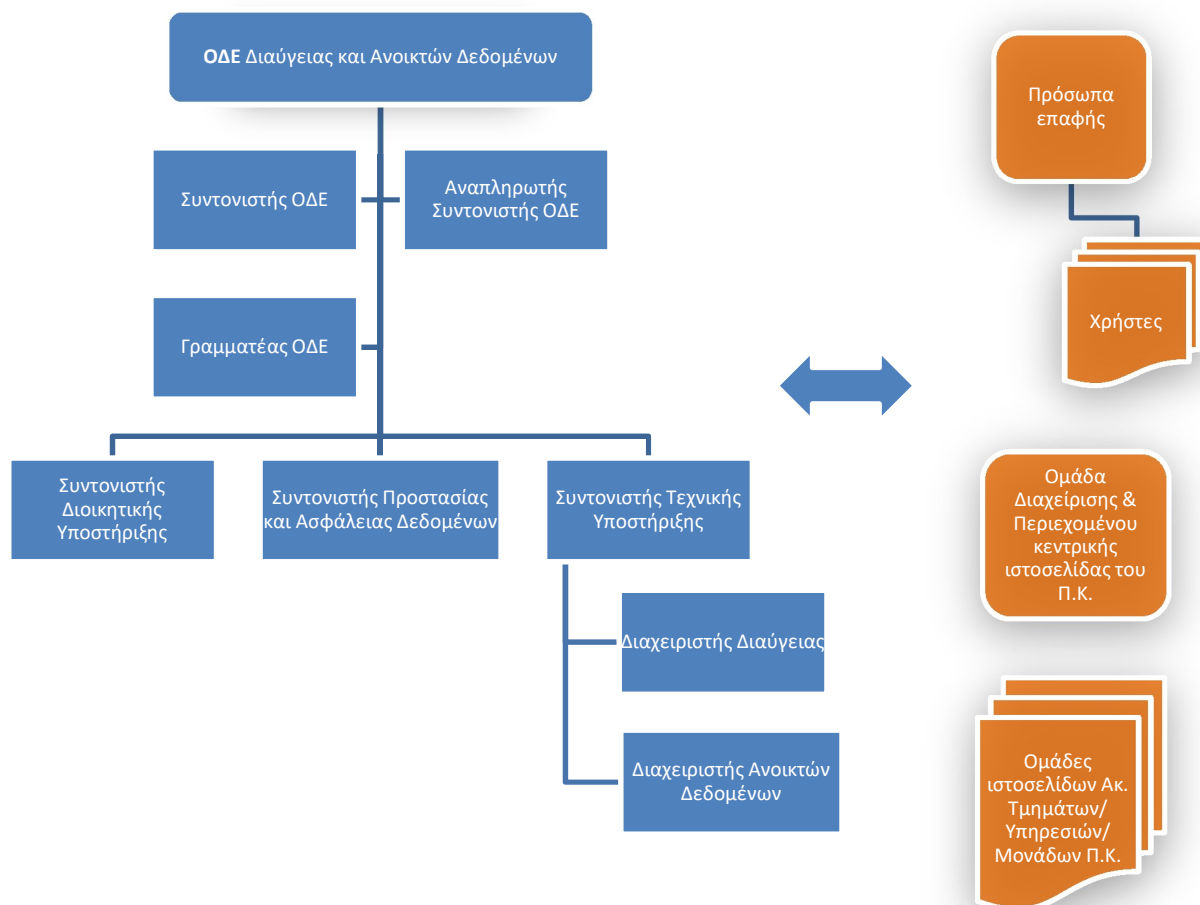 ΟΔΕ Διαύγειας και Ανοικτών Δεδομένων
Συντονιστής ΟΔΕ
Αναπληρωτής
Συντονιστής ΟΔΕ
Γραμματέας ΟΔΕ
Συντονιστής
Διοικητικής
Υποστήριξης
Συντονιστής Προστασίας
και Ασφάλειας Δεδομένων
Συντονιστής Τεχνικής
Υποστήριξης
Διαχειριστής Διαύγειας
Διαχειριστής Ανοικτών
Δεδομένων
Πρόσωπα
επαφής
Χρήστες
Ομάδα
Διαχείρισης &
Περιεχομένου
κεντρικής
ιστοσελίδας του
Π.Κ.
Ομάδες
ιστοσελίδων Ακ.
Τμημάτων/
Υπηρεσιών/
Μονάδων Π.Κ.